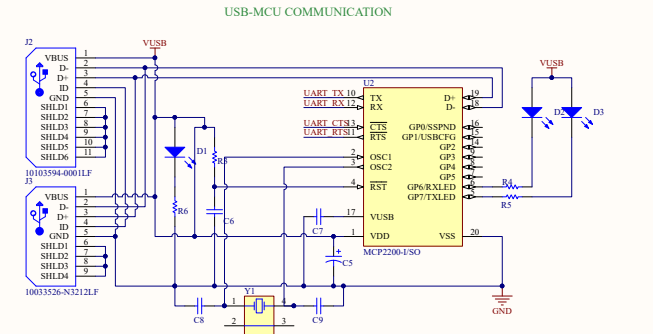 USB-MCU COMMUNICATION
J2
VBUS 1
D- 2
D+ 3
ID 4
GND 5
SHLD1 6
SHLD2 7
SHLD3 8
SHLD4 9
SHLD5 10
SHLD6 11
10103594-0001LF
J3
VBUS 1
D- 2
D+ 3
ID 4
GND 5
SHLD1 6
SHLD2 7
SHLD3 8
SHLD4 9
10033526-N3212LF
VUSB
D1
R6
C6
C8
Y1
1
2
4
3
C9
C7
C5
U2
UART_TX 10 TX
UART_RX 12 RX
UART_CTS 13 CTS
UART_RTS 11 RTS
2 OSC1
3 OSC2
4 RST
17 VUSB
1 VDD
D+ 19
D- 18
GP0/SSPND 16
GP1/USBCFG
GP2
GP3
GP4
GP5
GP6/RXLED
GP7/TXLED
VSS 20
MCP2200-I/SO
VUSB
D2
D3
R4
R5
GND